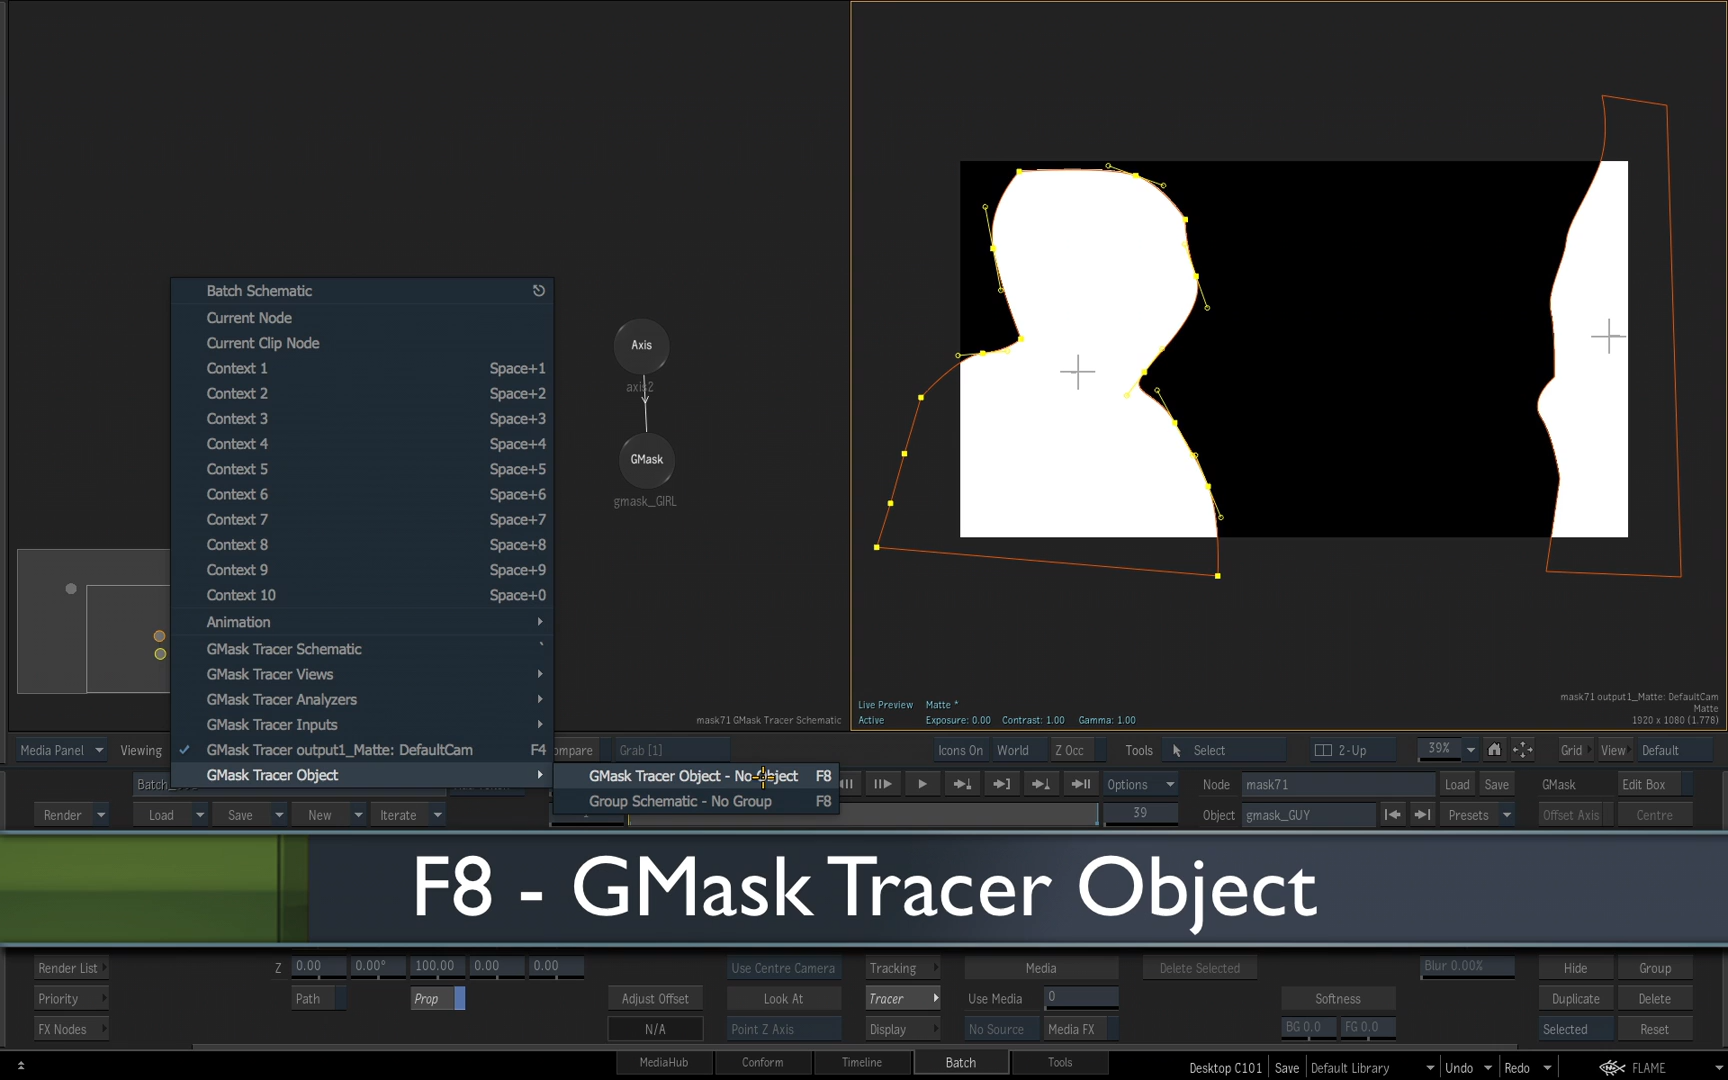 Batch Schematic
Current Node
Current Clip Node
Context 1 Space+1
Context 2 Space+2
Context 3 Space+3
Context 4 Space+4
Context 5 Space+5
Context 6 Space+6
Context 7 Space+7
Context 8 Space+8
Context 9 Space+9
Context 10 Space+0
Animation
GMask Tracer Schematic `
GMask Tracer Views
GMask Tracer Analyzers
GMask Tracer Inputs
GMask Tracer output1_Matte: DefaultCam F4
GMask Tracer Object
GMask Tracer Object - No Object F8
Group Schematic - No Group F8
Axis
axis2
GMask
gmask_GIRL
mask71 GMask Tracer Schematic
Live Preview Matte *
Active Exposure: 0.00 Contrast: 1.00 Gamma: 1.00
mask71 output1_Matte: DefaultCam
Matte
1920 x 1080 (1.778)
Media Panel Viewing
ompare Grab [1] Icons On World Z Occ Tools Select 2-Up 39% Grid View Default
Batch_
Options Node mask71 Load Save GMask Edit Box
Render Load Save New Iterate 1 39 Object gmask_GUY Presets Offset Axis Centre
F8 - GMask Tracer Object
Render List Z 0.00 0.00° 100.00 0.00 0.00 Use Centre Camera Tracking Media Delete Selected Blur 0.00% Hide Group
Priority Path Prop Adjust Offset Look At Tracer Use Media 0 Softness Duplicate Delete
FX Nodes N/A Point Z Axis Display No Source Media FX BG 0.0 FG 0.0 Selected Reset
MediaHub Conform Timeline Batch Tools
Desktop C101 Save Default Library Undo Redo FLAME